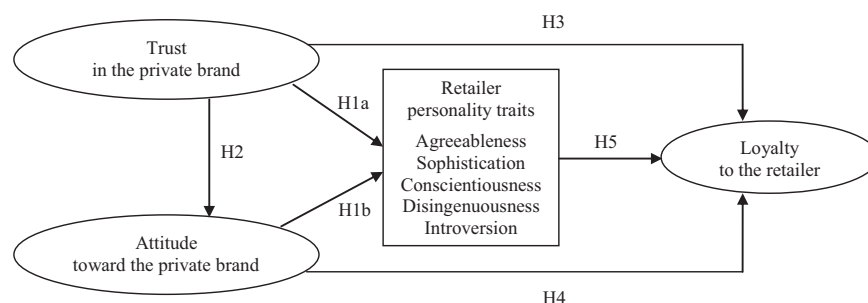 H3
Trust
in the private brand
Retailer
personality traits
H1a
Agreeableness
Sophistication
Conscientiousness
Disingenuousness
Introversion
H5
Loyalty
to the retailer
H2
H1b
Attitude
toward the private brand
H4